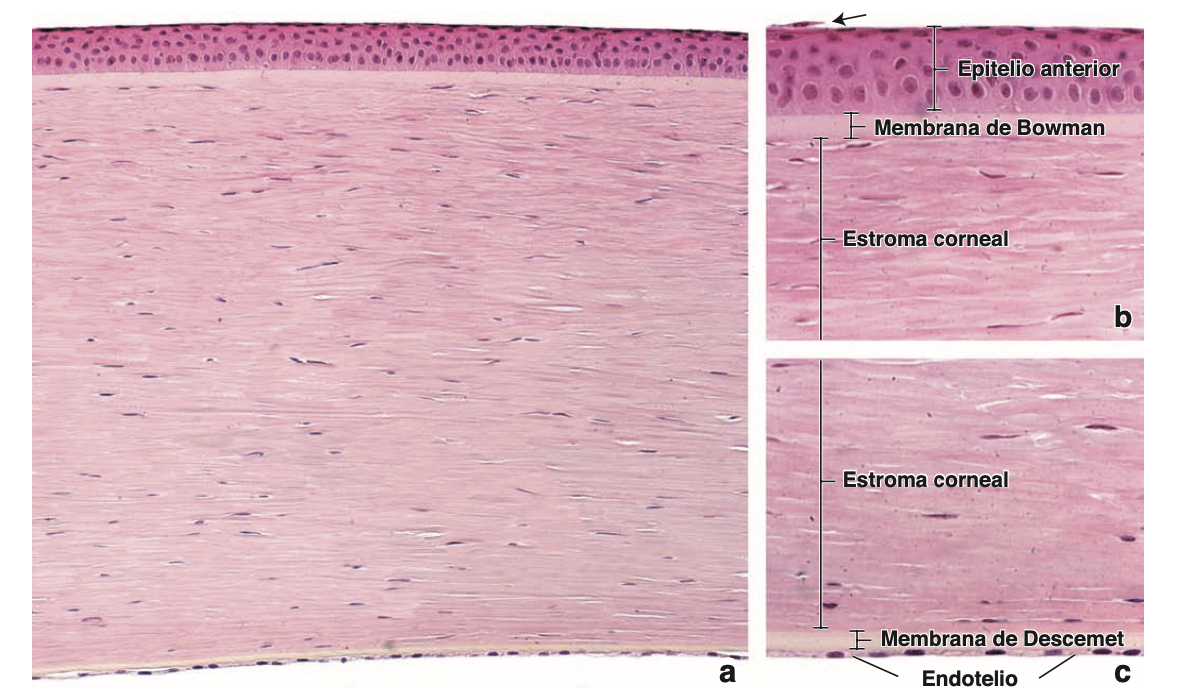 Epitelio anterior
Membrana de Bowman
Estroma corneal
b
Estroma corneal
Membrana de Descemet
Endotelio
a
c